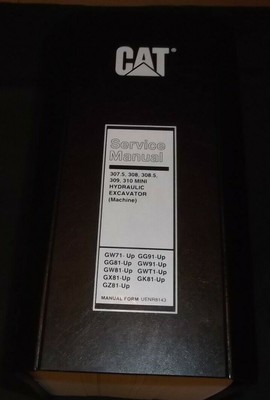 CAT®
Service
Manual
307.5, 308, 308.5,
309, 310 MINI
HYDRAULIC
EXCAVATOR
(Machine)
GW71-Up GG91-Up
GG81-Up GW91-Up
GW81-Up GWT1-Up
GX81-Up GK81-Up
GZ81-Up
MANUAL FORM UENR8143